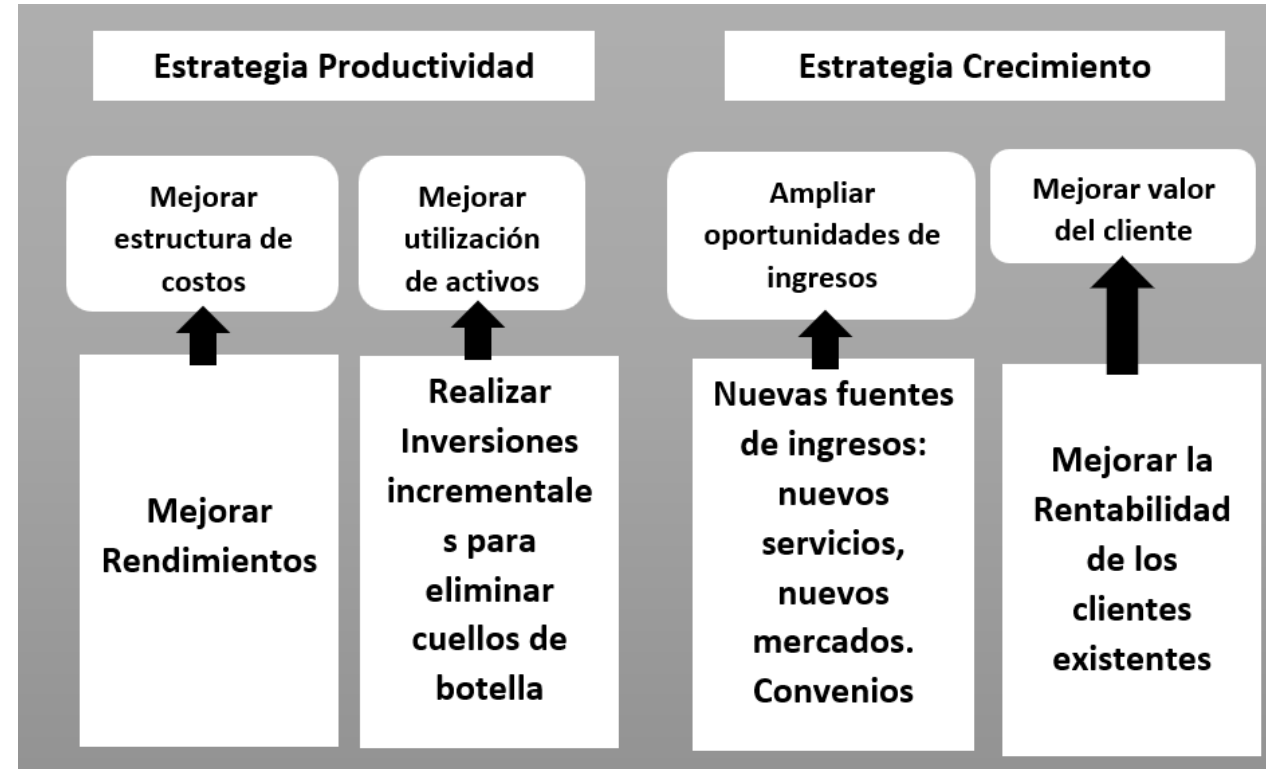 Estrategia Productividad
Estrategia Crecimiento
Mejorar
estructura de
costos
Mejorar
utilización
de activos
Ampliar
oportunidades de
ingresos
Mejorar valor
del cliente
Mejorar
Rendimientos
Realizar
Inversiones
incrementale
s para
eliminar
cuellos de
botella
Nuevas fuentes
de ingresos:
nuevos
servicios,
nuevos
mercados.
Convenios
Mejorar la
Rentabilidad
de los
clientes
existentes